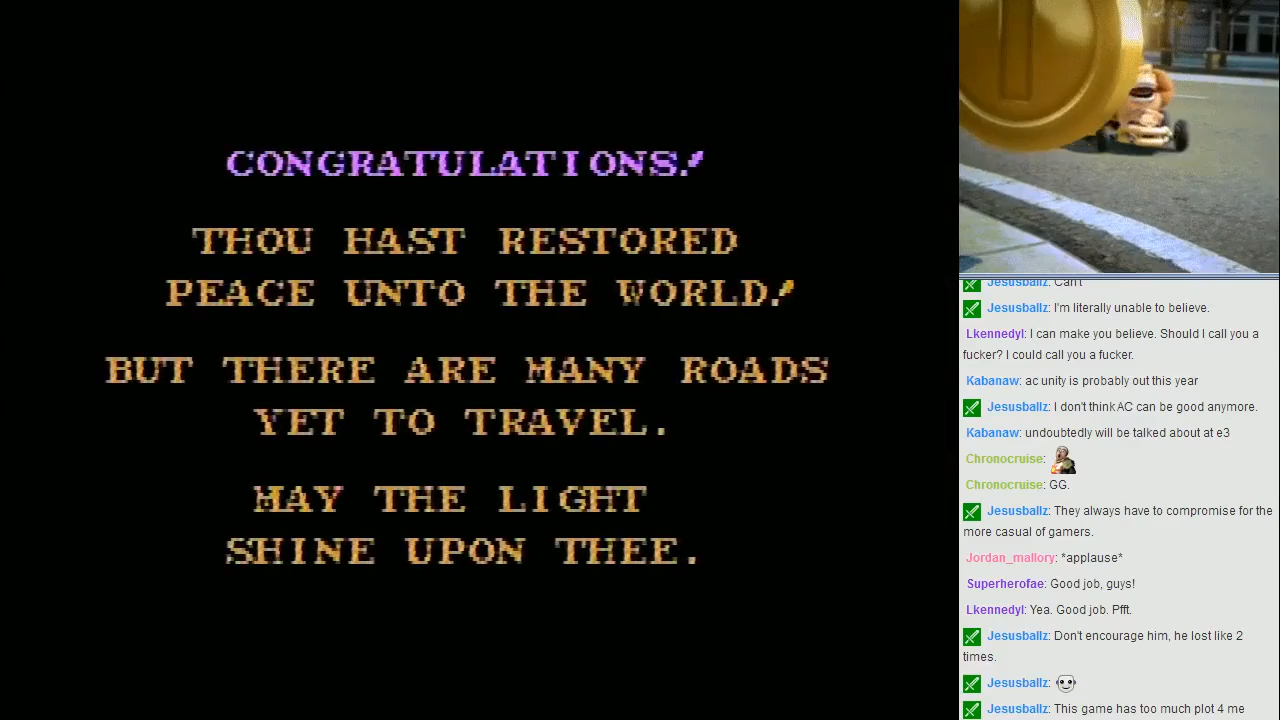 CONGRATULATIONS!
THOU HAST RESTORED
PEACE UNTO THE WORLD!
BUT THERE ARE MANY ROADS
YET TO TRAVEL.
MAY THE LIGHT
SHINE UPON THEE.
Jesusballz: Can't
Jesusballz: I'm literally unable to believe.
Lkennedyl: I can make you believe. Should I call you a
fucker? I could call you a fucker.
Kabanaw: ac unity is probably out this year
Jesusballz: I don't think AC can be good anymore.
Kabanaw: undoubtedly will be talked about at e3
Chronocruise:
Chronocruise: GG.
Jesusballz: They always have to compromise for the
more casual of gamers.
Jordan_mallory: *applause*
Superherofae: Good job, guys!
Lkennedyl: Yea. Good job. Pfft.
Jesusballz: Don't encourage him, he lost like 2
times.
Jesusballz:
Jesusballz: This game has too much plot 4 me